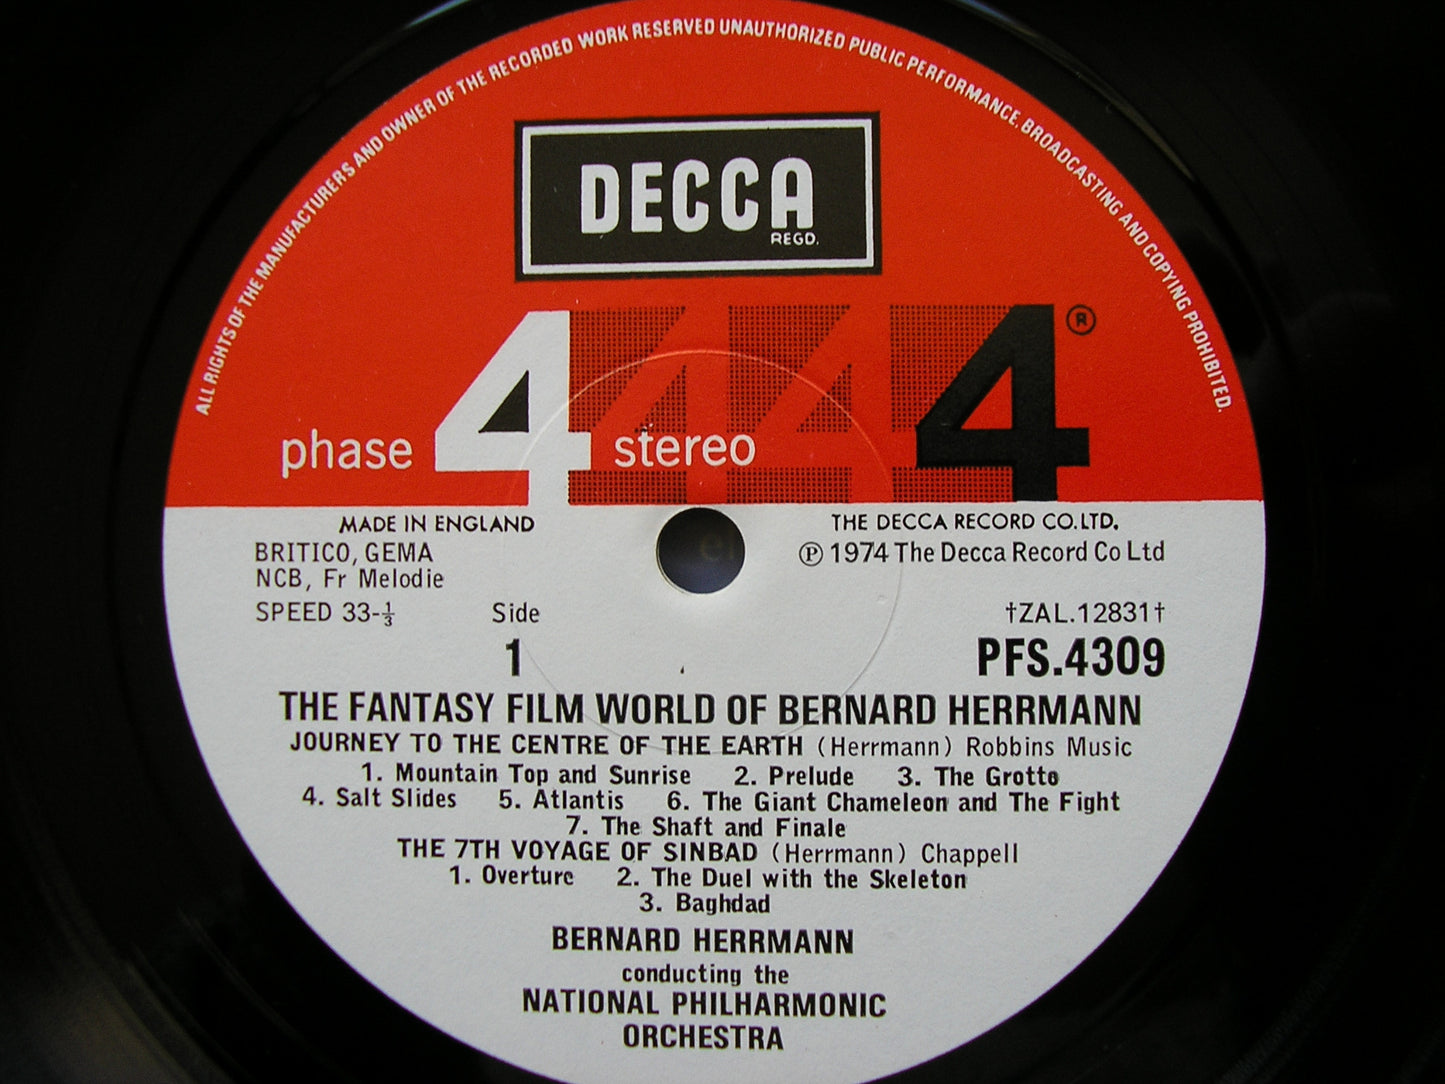 ALL RIGHTS OF THE MANUFACTURERS AND OWNER OF THE RECORDED WORK RESERVED UNAUTHORIZED PUBLIC PERFORMANCE, BROADCASTING AND COPYING PROHIBITED.
DECCA
REGD.
4 4 4 4 ®
phase 4 stereo
MADE IN ENGLAND THE DECCA RECORD CO.LTD.
BRITICO, GEMA ℗ 1974 The Decca Record Co Ltd
NCB, Fr Melodie
SPEED 33-⅓ Side †ZAL.12831†
1 PFS.4309
THE FANTASY FILM WORLD OF BERNARD HERRMANN
JOURNEY TO THE CENTRE OF THE EARTH (Herrmann) Robbins Music
1. Mountain Top and Sunrise 2. Prelude 3. The Grotto
4. Salt Slides 5. Atlantis 6. The Giant Chameleon and The Fight
7. The Shaft and Finale
THE 7TH VOYAGE OF SINBAD (Herrmann) Chappell
1. Overture 2. The Duel with the Skeleton
3. Baghdad
BERNARD HERRMANN
conducting the
NATIONAL PHILHARMONIC
ORCHESTRA